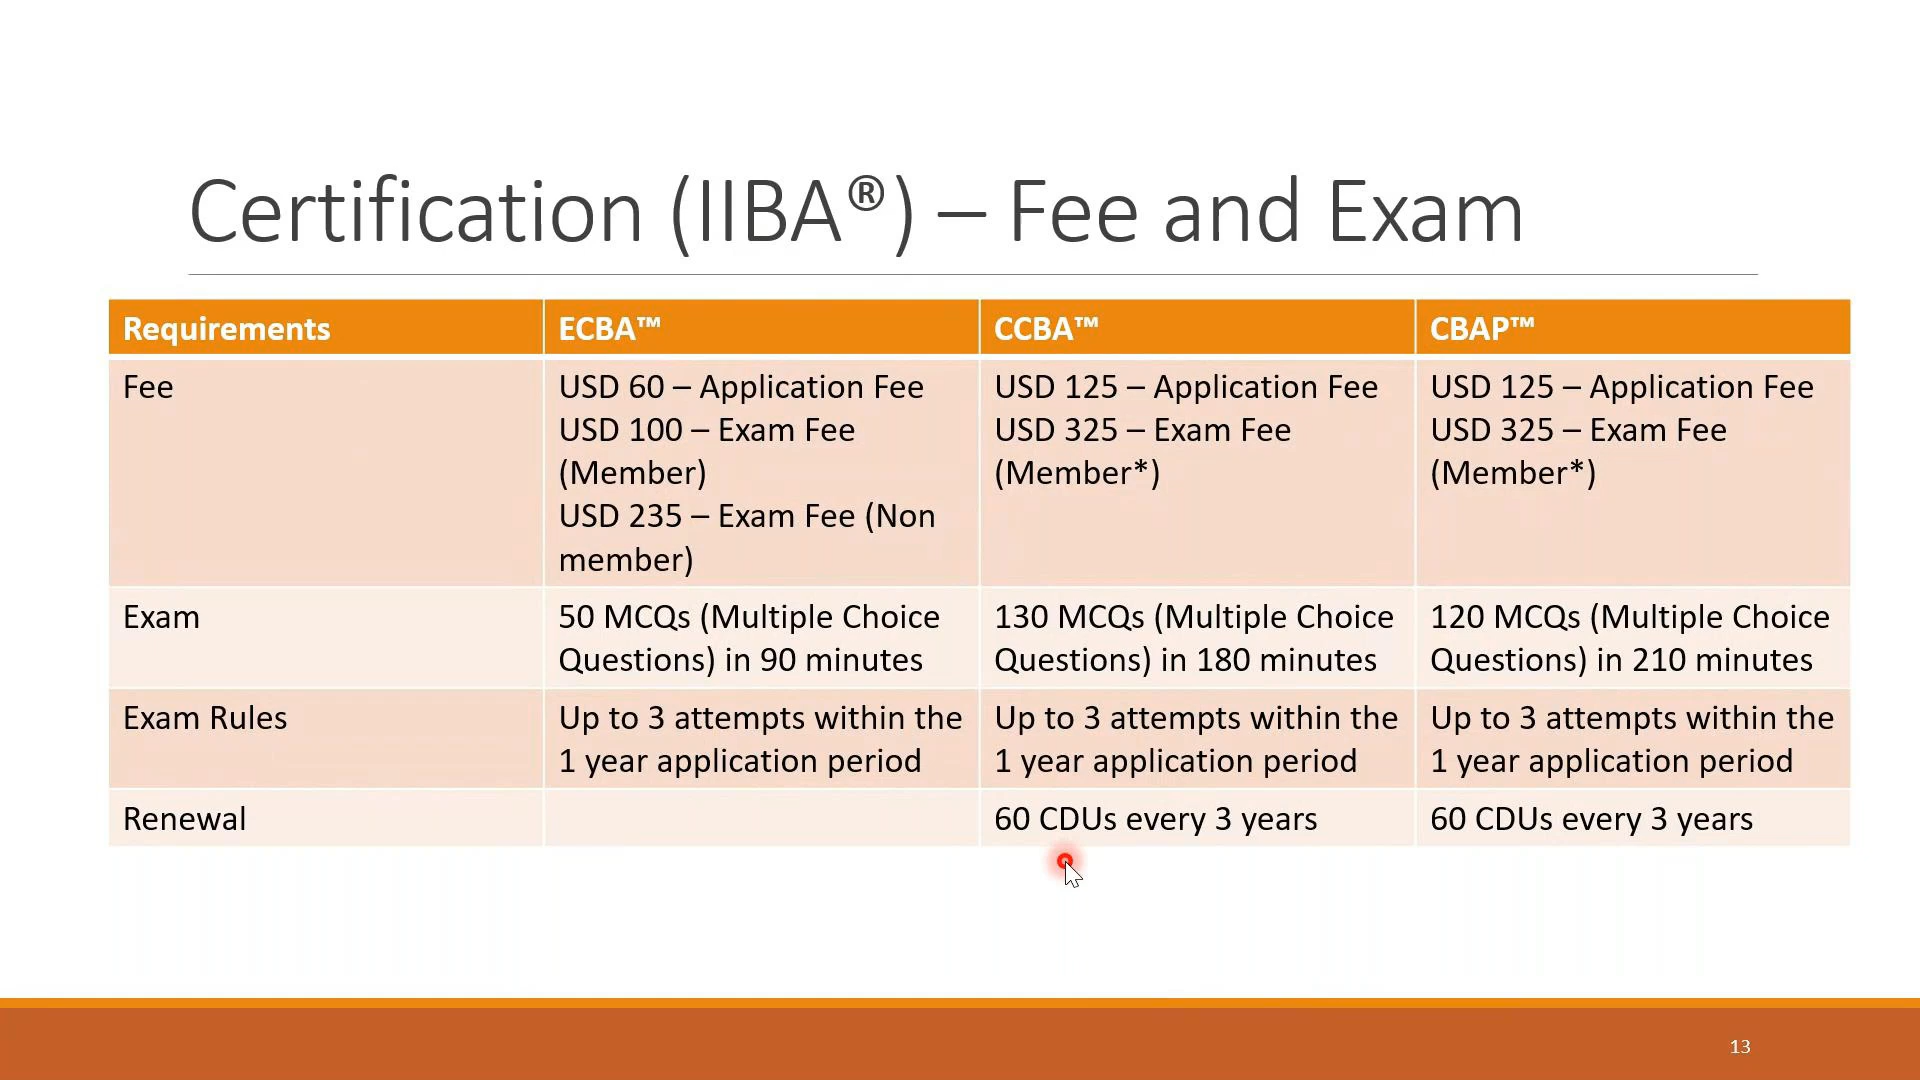 Certification (IIBA®) – Fee and Exam
Requirements
ECBA™
CCBA™
CBAP™
Fee
USD 60 – Application Fee
USD 100 – Exam Fee
(Member)
USD 235 – Exam Fee (Non
member)
USD 125 – Application Fee
USD 325 – Exam Fee
(Member*)
USD 125 – Application Fee
USD 325 – Exam Fee
(Member*)
Exam
50 MCQs (Multiple Choice
Questions) in 90 minutes
130 MCQs (Multiple Choice
Questions) in 180 minutes
120 MCQs (Multiple Choice
Questions) in 210 minutes
Exam Rules
Up to 3 attempts within the
1 year application period
Up to 3 attempts within the
1 year application period
Up to 3 attempts within the
1 year application period
Renewal
60 CDUs every 3 years
60 CDUs every 3 years
13